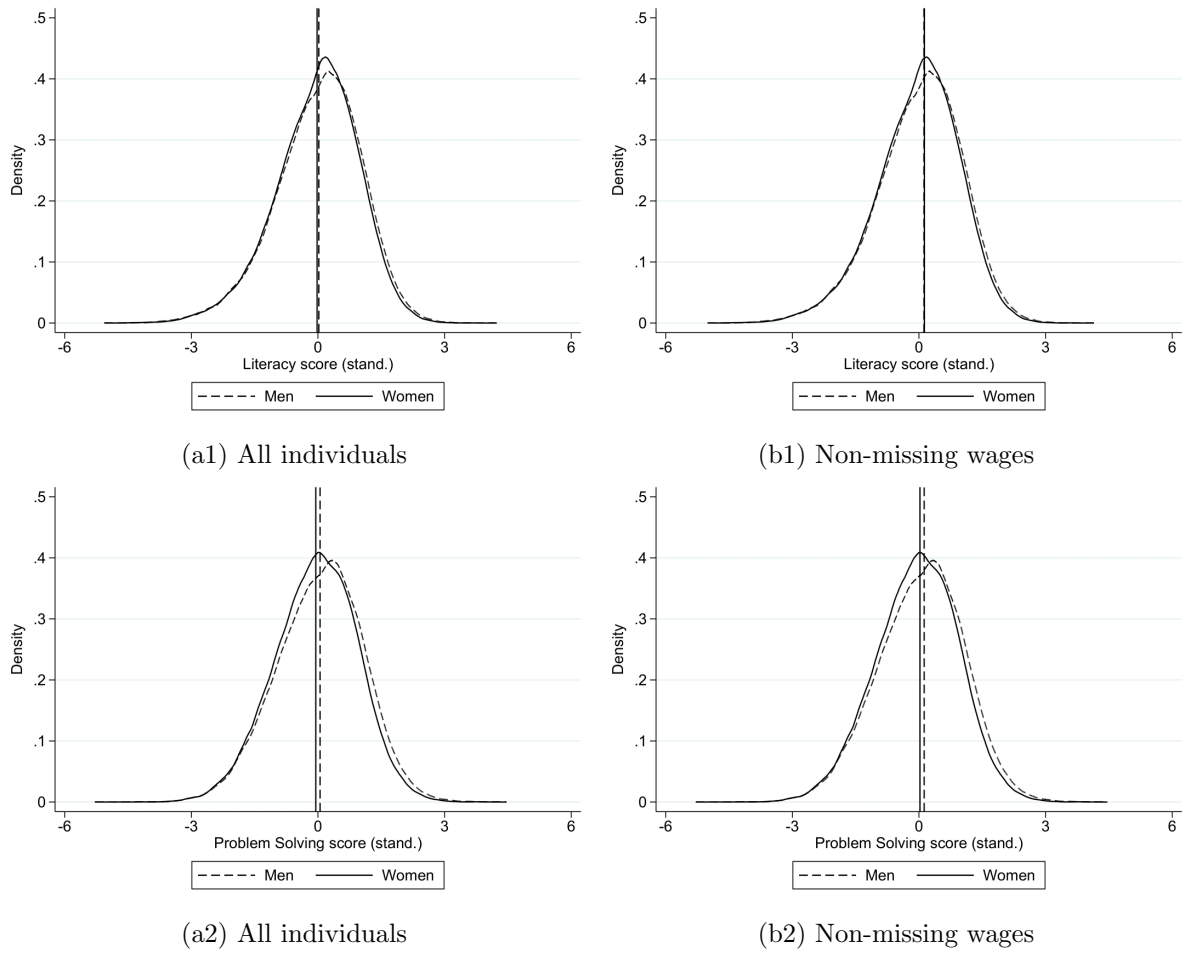 .5
.4
.3
.2
.1
0
Density
-6 -3 0 3 6
Literacy score (stand.)
Men Women
(a1) All individuals
.5
.4
.3
.2
.1
0
Density
-6 -3 0 3 6
Literacy score (stand.)
Men Women
(b1) Non-missing wages
.5
.4
.3
.2
.1
0
Density
-6 -3 0 3 6
Problem Solving score (stand.)
Men Women
(a2) All individuals
.5
.4
.3
.2
.1
0
Density
-6 -3 0 3 6
Problem Solving score (stand.)
Men Women
(b2) Non-missing wages